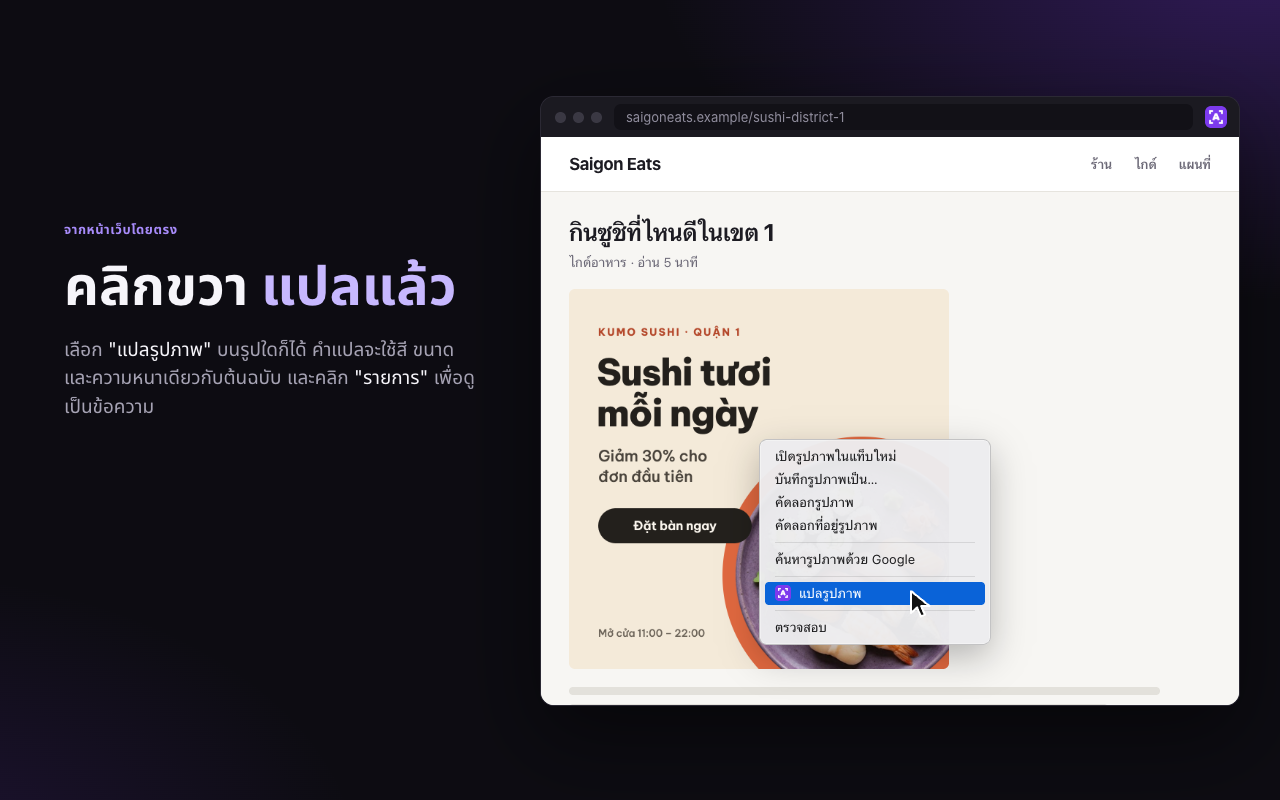 จากหน้าเว็บโดยตรง
คลิกขวา แปลแล้ว
เลือก "แปลรูปภาพ" บนรูปใดก็ได้ คำแปลจะใช้สี ขนาด
และความหนาเดียวกับต้นฉบับ และคลิก "รายการ" เพื่อดู
เป็นข้อความ
saigoneats.example/sushi-district-1
Saigon Eats
ร้าน ไกด์ แผนที่
กินซูชิที่ไหนดีในเขต 1
ไกด์อาหาร · อ่าน 5 นาที
KUMO SUSHI · QUẬN 1
Sushi tươi
mỗi ngày
Giảm 30% cho
đơn đầu tiên
Đặt bàn ngay
Mở cửa 11:00 – 22:00
เปิดรูปภาพในแท็บใหม่
บันทึกรูปภาพเป็น...
คัดลอกรูปภาพ
คัดลอกที่อยู่รูปภาพ
ค้นหารูปภาพด้วย Google
แปลรูปภาพ
ตรวจสอบ